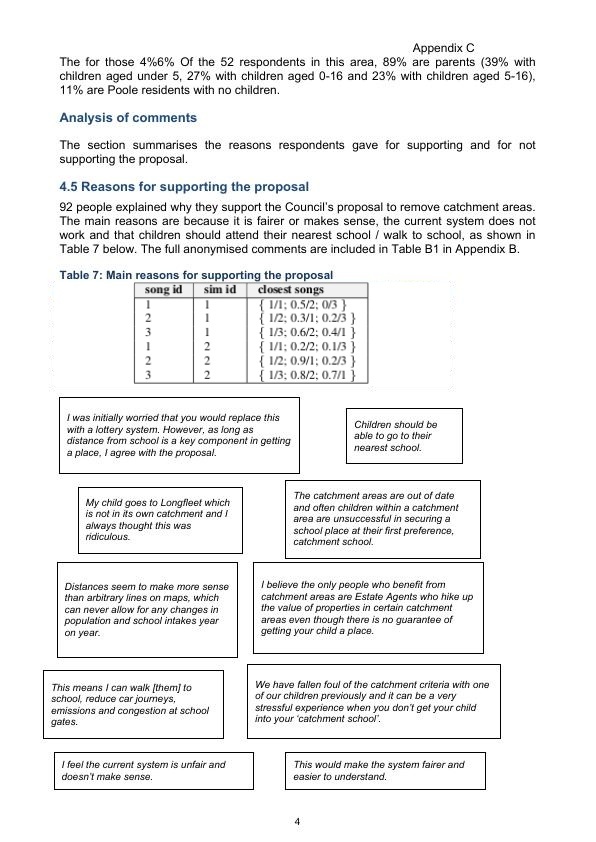 Appendix C
The for those 4%6% Of the 52 respondents in this area, 89% are parents (39% with
children aged under 5, 27% with children aged 0-16 and 23% with children aged 5-16),
11% are Poole residents with no children.
Analysis of comments
The section summarises the reasons respondents gave for supporting and for not
supporting the proposal.
4.5 Reasons for supporting the proposal
92 people explained why they support the Council's proposal to remove catchment areas.
The main reasons are because it is fairer or makes sense, the current system does not
work and that children should attend their nearest school / walk to school, as shown in
Table 7 below. The full anonymised comments are included in Table B1 in Appendix B.
Table 7: Main reasons for supporting the proposal
song id sim id closest songs
1 1 { 1/1; 0.5/2; 0/3 }
2 1 { 1/2; 0.3/1; 0.2/3 }
3 1 { 1/3; 0.6/2; 0.4/1 }
1 2 { 1/1; 0.2/2; 0.1/3 }
2 2 { 1/2; 0.9/1; 0.2/3 }
3 2 { 1/3; 0.8/2; 0.7/1 }
I was initially worried that you would replace this
with a lottery system. However, as long as
distance from school is a key component in getting
a place, I agree with the proposal.
Children should be
able to go to their
nearest school.
My child goes to Longfleet which
is not in its own catchment and I
always thought this was
ridiculous.
The catchment areas are out of date
and often children within a catchment
area are unsuccessful in securing a
school place at their first preference,
catchment school.
Distances seem to make more sense
than arbitrary lines on maps, which
can never allow for any changes in
population and school intakes year
on year.
I believe the only people who benefit from
catchment areas are Estate Agents who hike up
the value of properties in certain catchment
areas even though there is no guarantee of
getting your child a place.
This means I can walk [them] to
school, reduce car journeys,
emissions and congestion at school
gates.
We have fallen foul of the catchment criteria with one
of our children previously and it can be a very
stressful experience when you don't get your child
into your 'catchment school'.
I feel the current system is unfair and
doesn't make sense.
This would make the system fairer and
easier to understand.
4